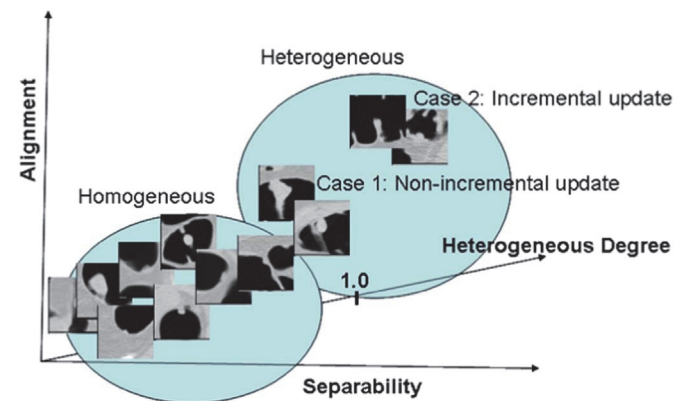 Heterogeneous
Case 2: Incremental update
Alignment
Case 1: Non-incremental update
Homogeneous
Heterogeneous Degree
1.0
Separability